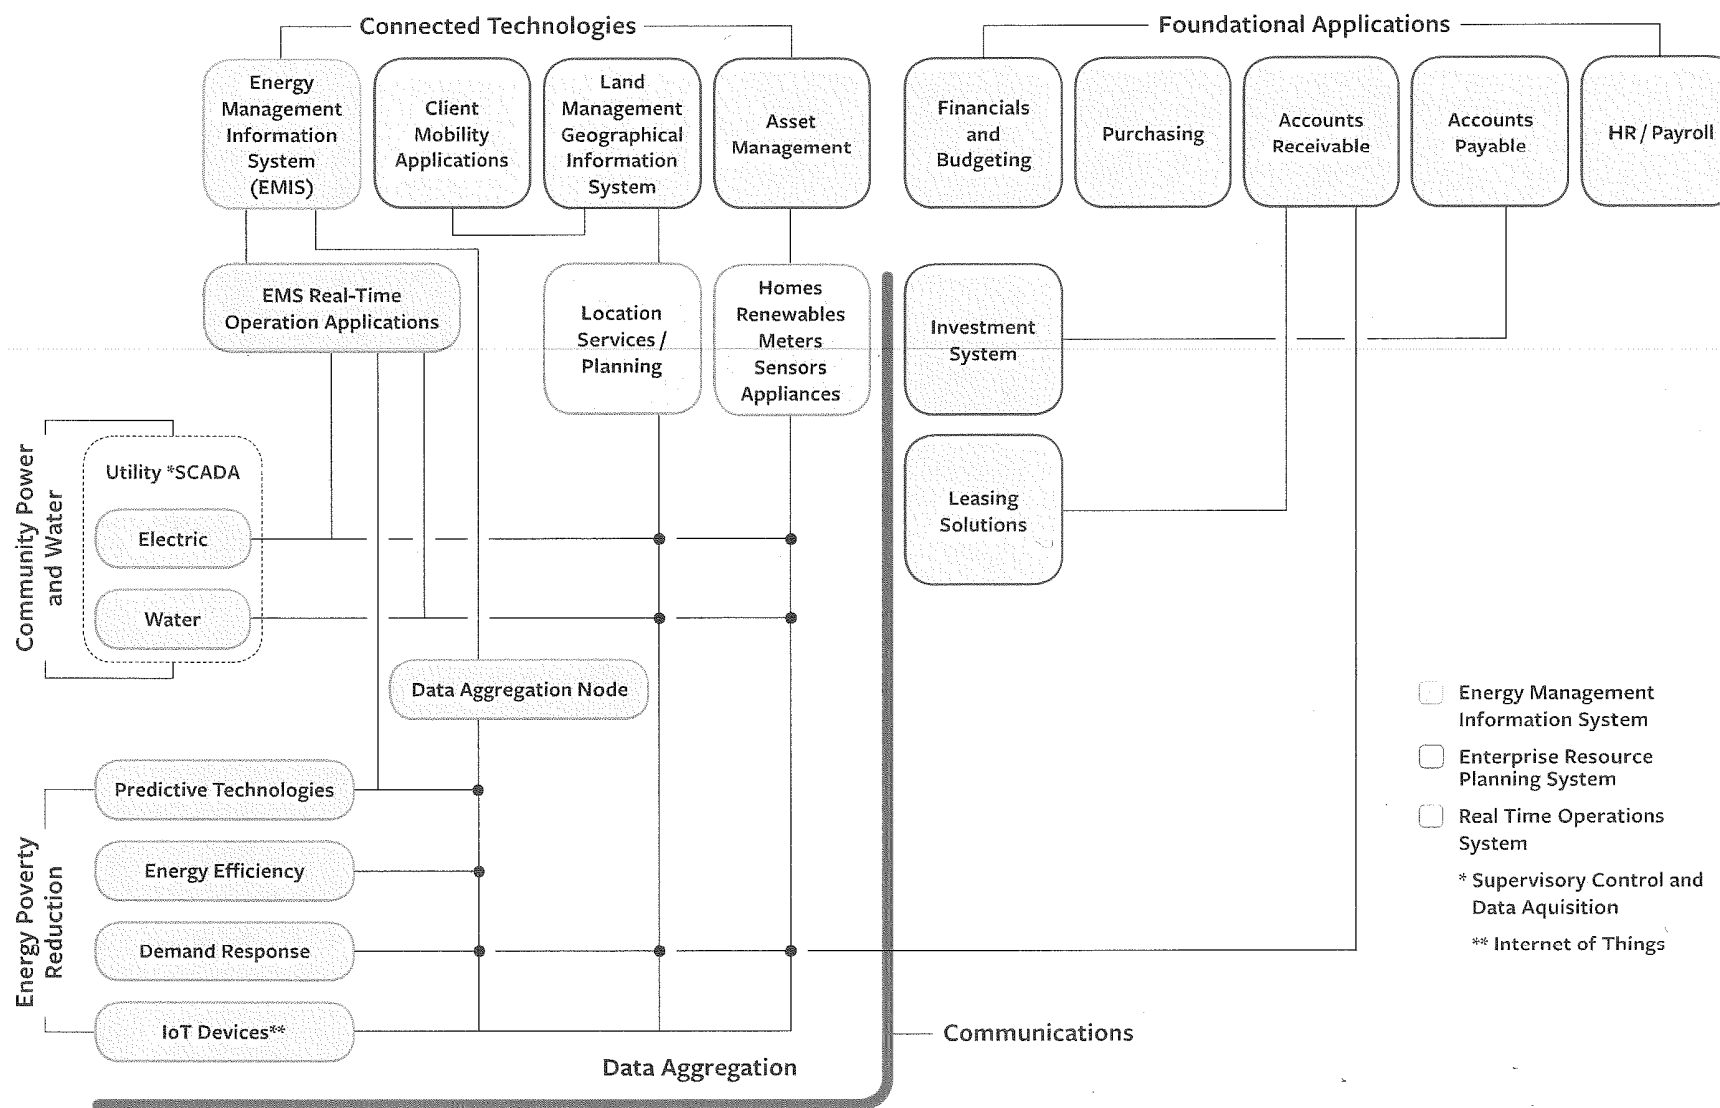 Connected Technologies
Foundational Applications
Energy
Management
Information
System
(EMIS)
Client
Mobility
Applications
Land
Management
Geographical
Information
System
Asset
Management
Financials
and
Budgeting
Purchasing
Accounts
Receivable
Accounts
Payable
HR / Payroll
EMS Real-Time
Operation Applications
Location
Services /
Planning
Homes
Renewables
Meters
Sensors
Appliances
Investment
System
Leasing
Solutions
Community Power
and Water
Utility *SCADA
Electric
Water
Data Aggregation Node
Energy Poverty
Reduction
Predictive Technologies
Energy Efficiency
Demand Response
IoT Devices**
Data Aggregation
Communications
Energy Management
Information System
Enterprise Resource
Planning System
Real Time Operations
System
* Supervisory Control and
Data Aquisition
** Internet of Things